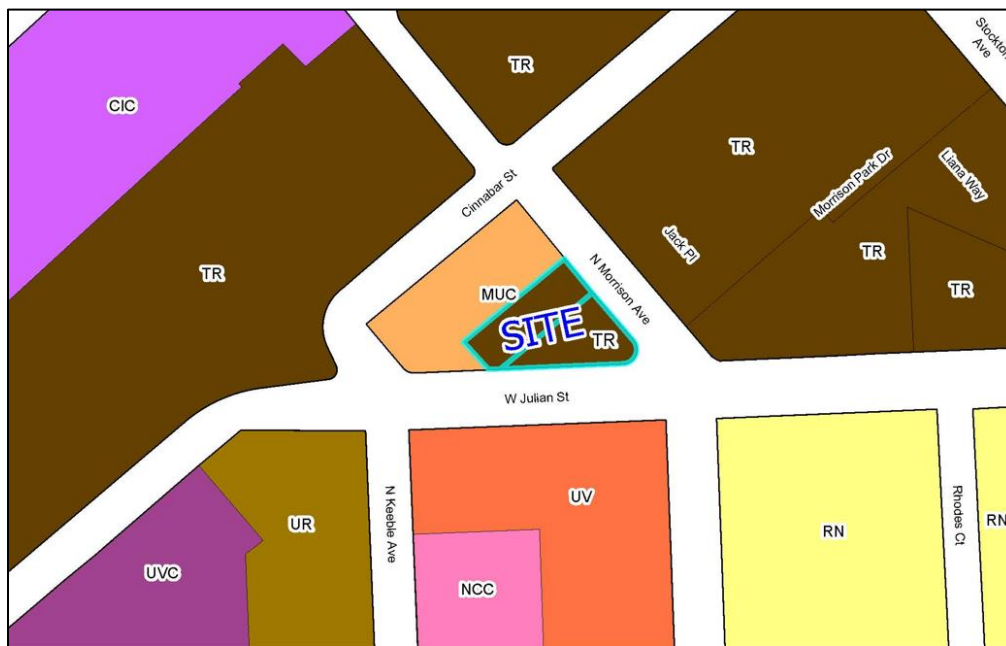 Stockton
Ave
TR
CIC
TR
Cinnabar St
Morrison Park Dr
Liana Way
Jack Pl
N Morrison Ave
TR
TR
TR
MUC
SITE
TR
W Julian St
N Keeble Ave
UV
UR
RN
Rhodes Ct
RN
UVC
NCC